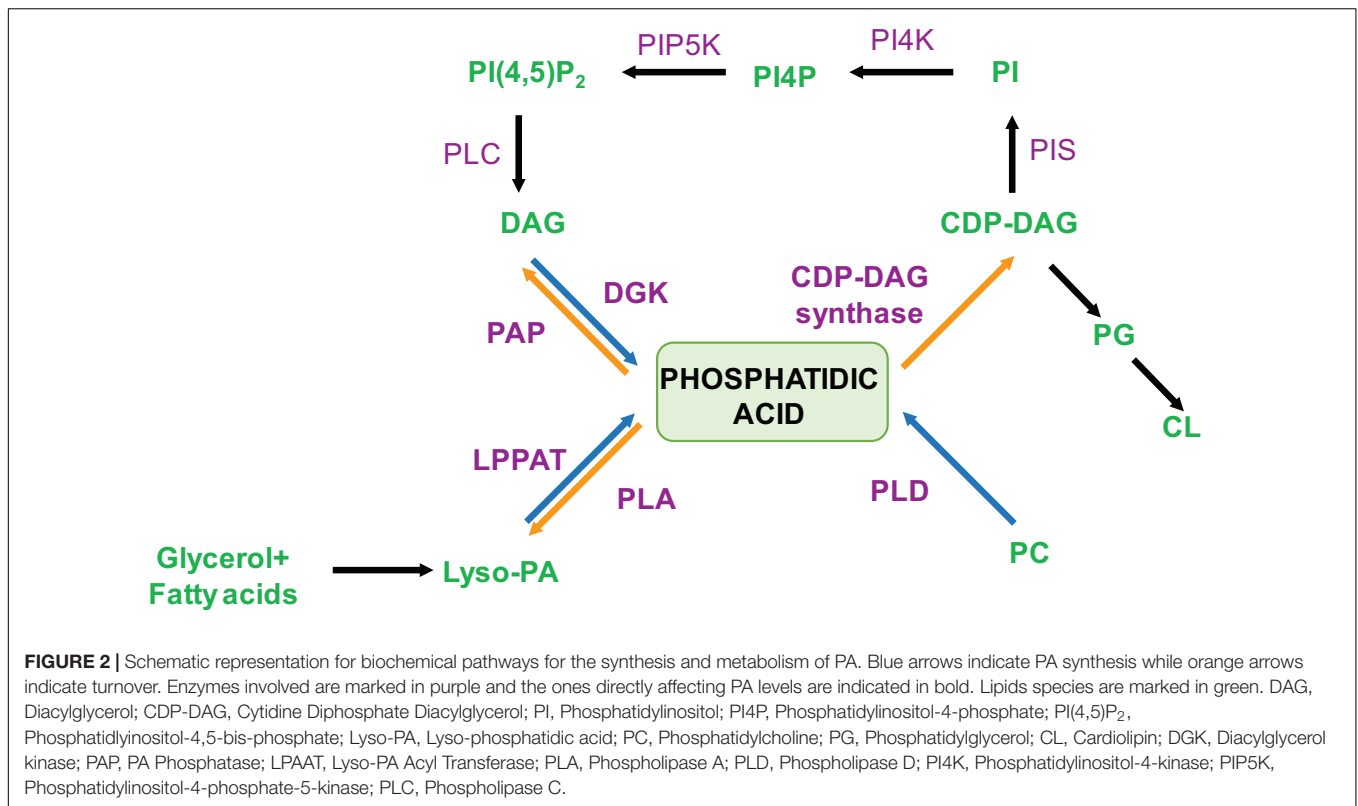 PIP5K
PI4K
PI(4,5)P₂
PI4P
PI
PLC
PIS
DAG
CDP-DAG
DGK
CDP-DAG
synthase
PAP
PG
PHOSPHATIDIC
ACID
CL
LPPAT
PLA
PLD
Glycerol+
Fatty acids
Lyso-PA
PC
FIGURE 2 | Schematic representation for biochemical pathways for the synthesis and metabolism of PA. Blue arrows indicate PA synthesis while orange arrows
indicate turnover. Enzymes involved are marked in purple and the ones directly affecting PA levels are indicated in bold. Lipids species are marked in green. DAG,
Diacylglycerol; CDP-DAG, Cytidine Diphosphate Diacylglycerol; PI, Phosphatidylinositol; PI4P, Phosphatidylinositol-4-phosphate; PI(4,5)P₂,
Phosphatidlyinositol-4,5-bis-phosphate; Lyso-PA, Lyso-phosphatidic acid; PC, Phosphatidylcholine; PG, Phosphatidylglycerol; CL, Cardiolipin; DGK, Diacylglycerol
kinase; PAP, PA Phosphatase; LPAAT, Lyso-PA Acyl Transferase; PLA, Phospholipase A; PLD, Phospholipase D; PI4K, Phosphatidylinositol-4-kinase; PIP5K,
Phosphatidylinositol-4-phosphate-5-kinase; PLC, Phospholipase C.